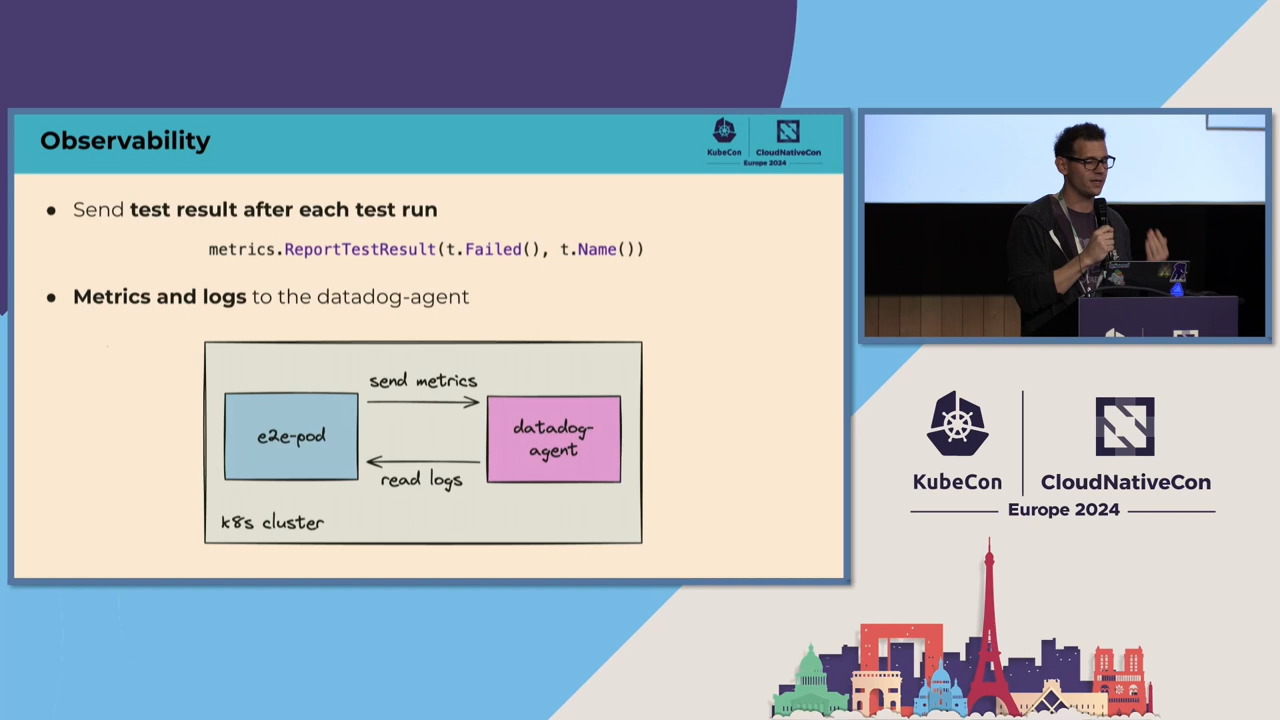 Observability
KubeCon
CloudNativeCon
Europe 2024
Send test result after each test run
metrics.ReportTestResult(t.Failed(), t.Name())
Metrics and logs to the datadog-agent
send metrics
e2e-pod
datadog-
agent
read logs
k8s cluster
KubeCon
CloudNativeCon
Europe 2024